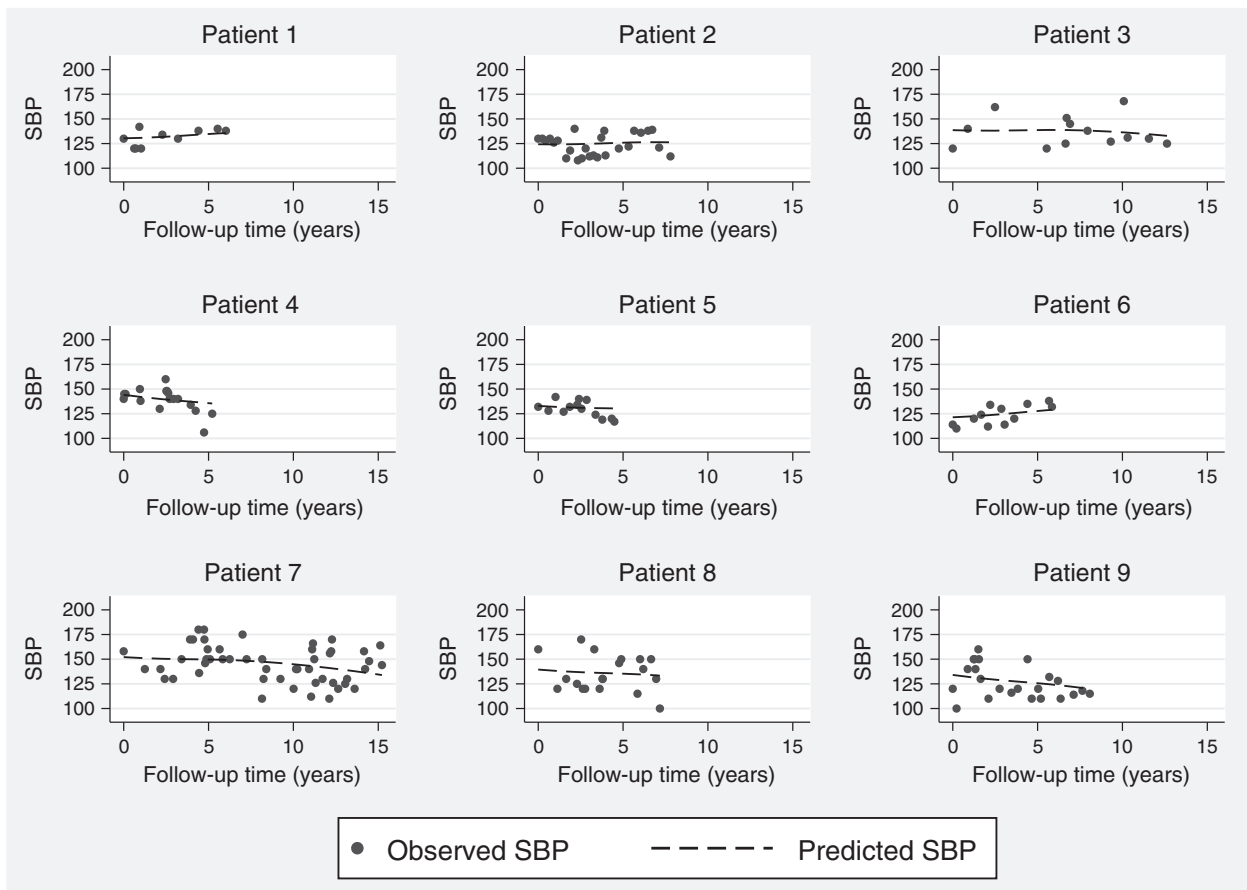 Patient 1
Patient 2
Patient 3
SBP
200
175
150
125
100
0 5 10 15
Follow-up time (years)
SBP
200
175
150
125
100
0 5 10 15
Follow-up time (years)
SBP
200
175
150
125
100
0 5 10 15
Follow-up time (years)
Patient 4
Patient 5
Patient 6
SBP
200
175
150
125
100
0 5 10 15
Follow-up time (years)
SBP
200
175
150
125
100
0 5 10 15
Follow-up time (years)
SBP
200
175
150
125
100
0 5 10 15
Follow-up time (years)
Patient 7
Patient 8
Patient 9
SBP
200
175
150
125
100
0 5 10 15
Follow-up time (years)
SBP
200
175
150
125
100
0 5 10 15
Follow-up time (years)
SBP
200
175
150
125
100
0 5 10 15
Follow-up time (years)
Observed SBP Predicted SBP